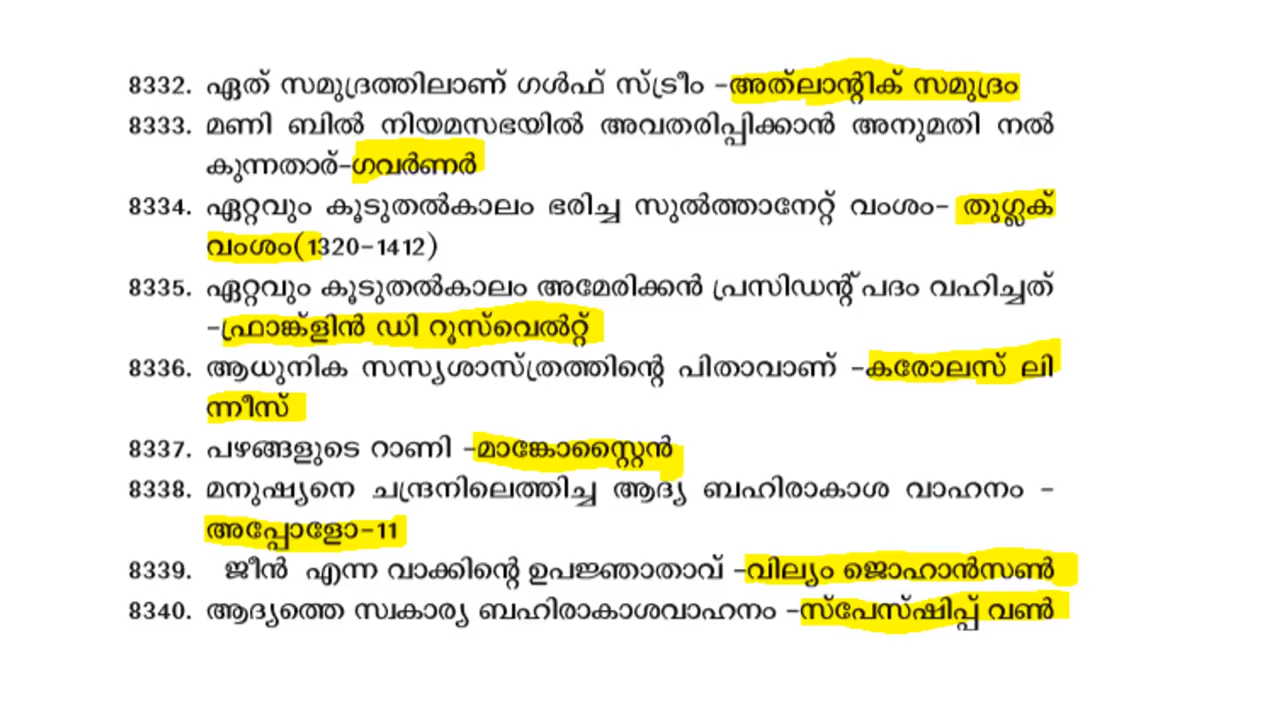 8332. ഏത് സമുദ്രത്തിലാണ് ഗൾഫ് സ്ട്രീം -അത്‌ലാന്റിക് സമുദ്രം
8333. മണി ബിൽ നിയമസഭയിൽ അവതരിപ്പിക്കാൻ അനുമതി നൽ
കുന്നതാര്-ഗവർണർ
8334. ഏറ്റവും കൂടുതൽകാലം ഭരിച്ച സുൽത്താനേറ്റ് വംശം- തുഗ്ലക്
വംശം(1320-1412)
8335. ഏറ്റവും കൂടുതൽകാലം അമേരിക്കൻ പ്രസിഡന്റ് പദം വഹിച്ചത്
-ഫ്രാങ്ക്ളിൻ ഡി റൂസ്‌വെൽറ്റ്
8336. ആധുനിക സസ്യശാസ്ത്രത്തിന്റെ പിതാവാണ് -കരോലസ് ലി
ന്നീസ്
8337. പഴങ്ങളുടെ റാണി -മാങ്കോസ്റ്റൈൻ
8338. മനുഷ്യനെ ചന്ദ്രനിലെത്തിച്ച ആദ്യ ബഹിരാകാശ വാഹനം -
അപ്പോളോ-11
8339. ജീൻ എന്ന വാക്കിന്റെ ഉപജ്ഞാതാവ് -വില്യം ജൊഹാൻസൺ
8340. ആദ്യത്തെ സ്വകാര്യ ബഹിരാകാശവാഹനം -സ്പേസ്ഷിപ്പ് വൺ